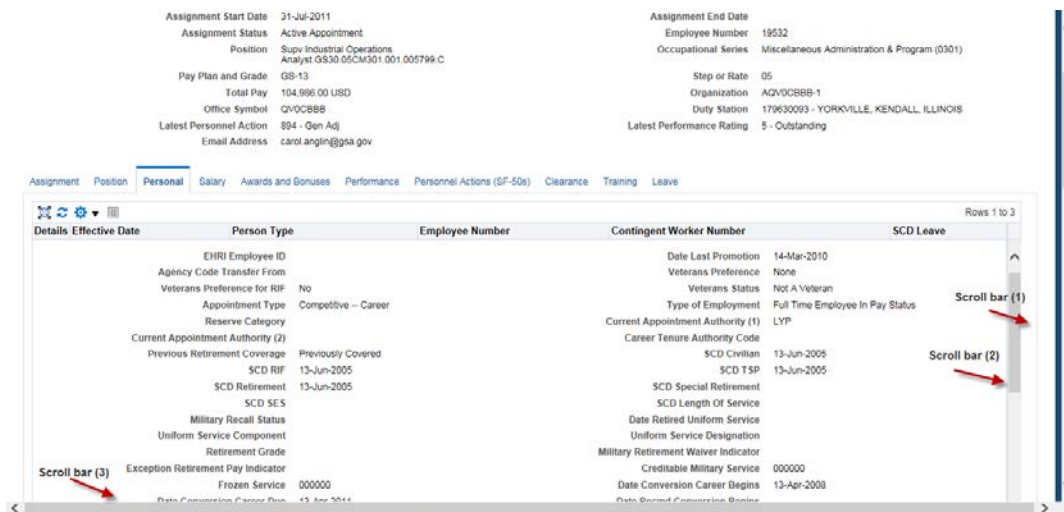 Assignment Start Date 31-Jul-2011 Assignment End Date
Assignment Status Active Appointment Employee Number 19532
Position Supv Industrial Operations Occupational Series Miscellaneous Administration & Program (0301)
Analyst.GS30.05CM301.001.005799.C
Pay Plan and Grade GS-13 Step or Rate 05
Total Pay 104,986.00 USD Organization AQV0CBBB-1
Office Symbol QV0CBBB Duty Station 179630093 - YORKVILLE, KENDALL, ILLINOIS
Latest Personnel Action 894 - Gen Adj Latest Performance Rating 5 - Outstanding
Email Address carol.anglin@gsa.gov
Assignment Position Personal Salary Awards and Bonuses Performance Personnel Actions (SF-50s) Clearance Training Leave
Rows 1 to 3
Details Effective Date Person Type Employee Number Contingent Worker Number SCD Leave
EHRI Employee ID Date Last Promotion 14-Mar-2010
Agency Code Transfer From Veterans Preference None
Veterans Preference for RIF No Veterans Status Not A Veteran
Appointment Type Competitive -- Career Type of Employment Full Time Employee In Pay Status Scroll bar (1)
Reserve Category Current Appointment Authority (1) LYP
Current Appointment Authority (2) Career Tenure Authority Code
Previous Retirement Coverage Previously Covered SCD Civilian 13-Jun-2005 Scroll bar (2)
SCD RIF 13-Jun-2005 SCD TSP 13-Jun-2005
SCD Retirement 13-Jun-2005 SCD Special Retirement
SCD SES SCD Length Of Service
Military Recall Status Date Retired Uniform Service
Uniform Service Component Uniform Service Designation
Retirement Grade Military Retirement Waiver Indicator
Scroll bar (3) Exception Retirement Pay Indicator Creditable Military Service 000000
Frozen Service 000000 Date Conversion Career Begins 13-Apr-2008
Date Conversion Career Due 13-Apr-2011 Date Recmd Conversion Begins